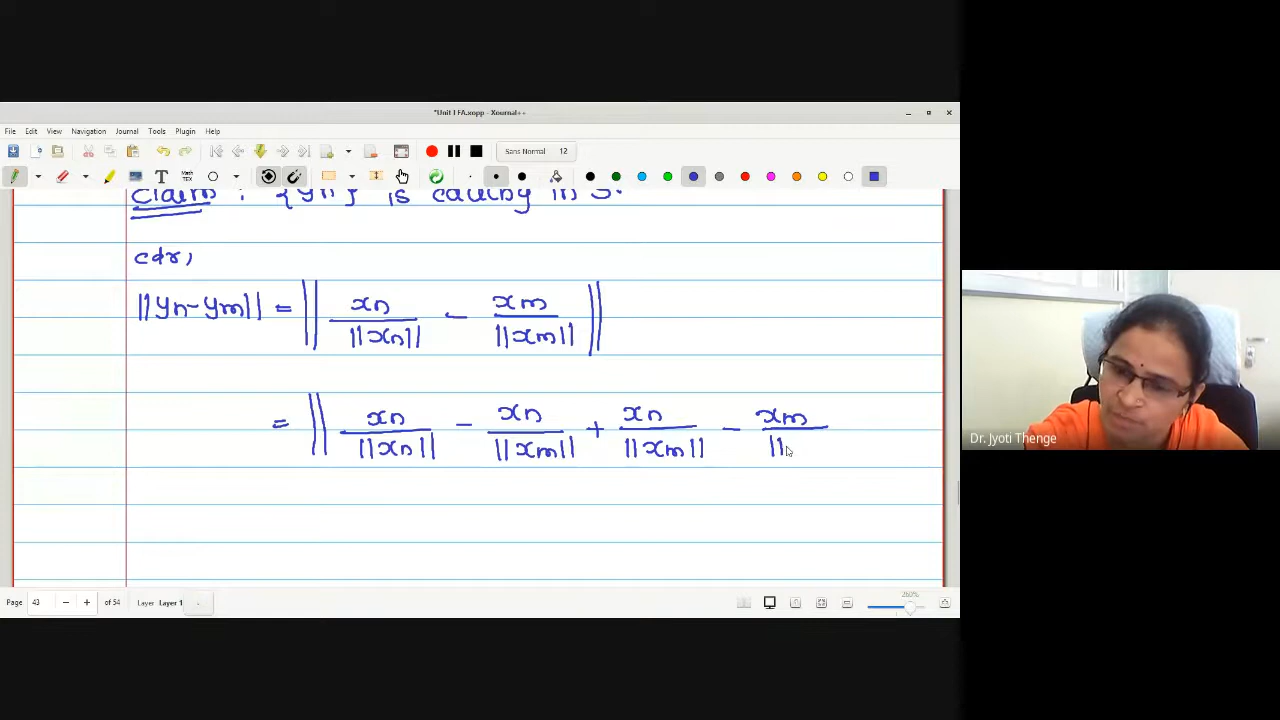 *Unit I FA.xopp - Xournal++
File Edit View Navigation Journal Tools Plugin Help
Sans Normal 12
Claim : {yn} is cauchy in S.
cdr,
||yn-ym|| = || xn/||xn|| - xm/||xm|| ||
= || xn/||xn|| - xn/||xm|| + xn/||xm|| - xm/||
Dr. Jyoti Thenge
Page 43 of 54 Layer Layer 1 260%